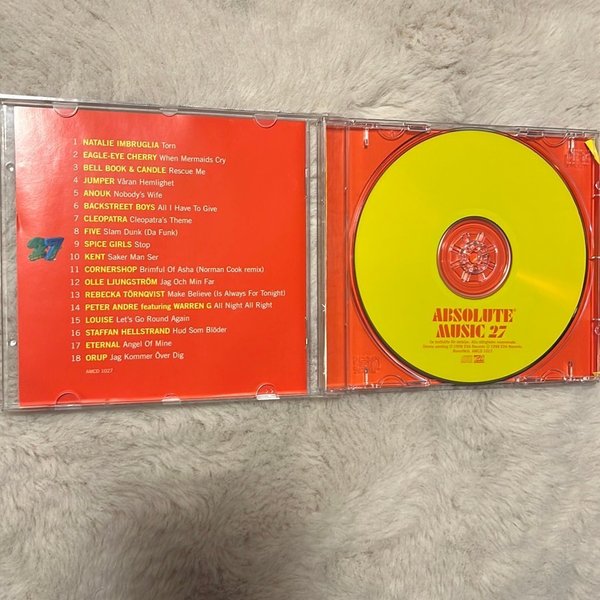 1 NATALIE IMBRUGLIA Torn
2 EAGLE-EYE CHERRY When Mermaids Cry
3 BELL BOOK & CANDLE Rescue Me
4 JUMPER Våran Hemlighet
5 ANOUK Nobody's Wife
6 BACKSTREET BOYS All I Have To Give
7 CLEOPATRA Cleopatra's Theme
8 FIVE Slam Dunk (Da Funk)
9 SPICE GIRLS Stop
10 KENT Saker Man Ser
11 CORNERSHOP Brimful Of Asha (Norman Cook remix)
12 OLLE LJUNGSTRÖM Jag Och Min Far
13 REBECKA TÖRNQVIST Make Believe (Is Always For Tonight)
14 PETER ANDRE featuring WARREN G All Night All Right
15 LOUISE Let's Go Round Again
16 STAFFAN HELLSTRAND Hud Som Blöder
17 ETERNAL Angel Of Mine
18 ORUP Jag Kommer Över Dig
AMCD 1027
27
ABSOLUTE
MUSIC 27
AMCD 1027